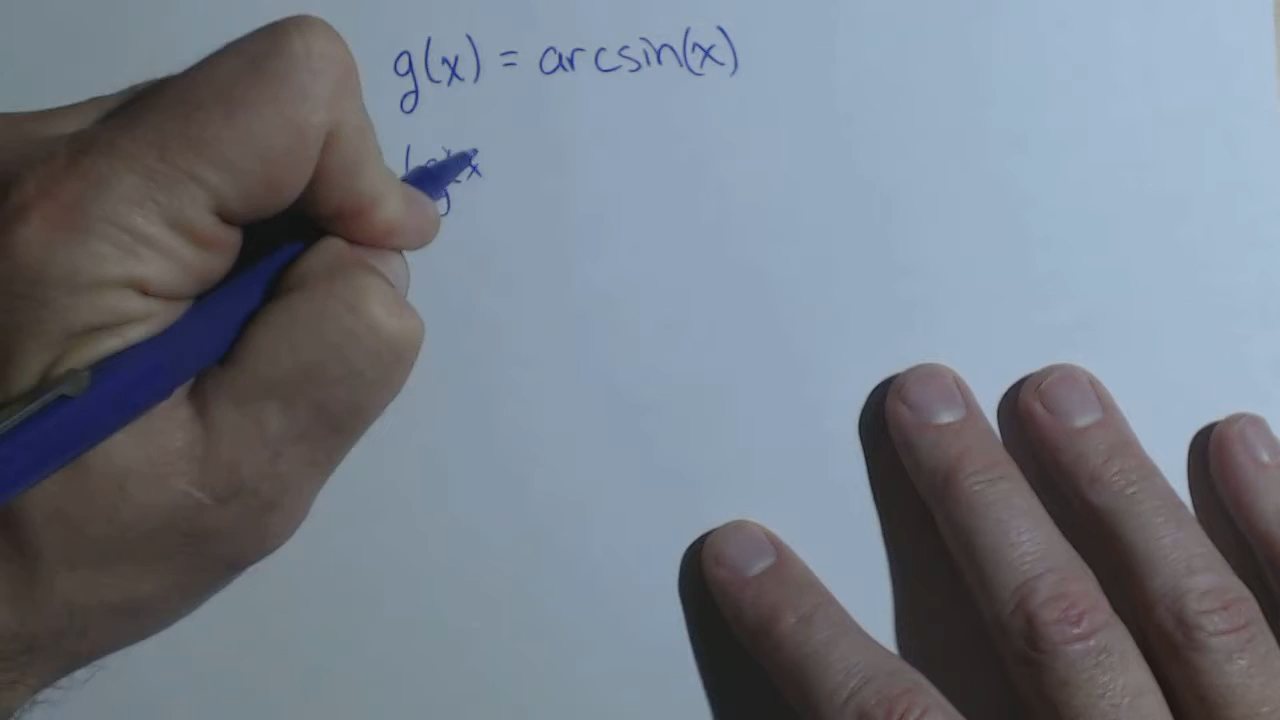 g(x) = arcsin(x)
x